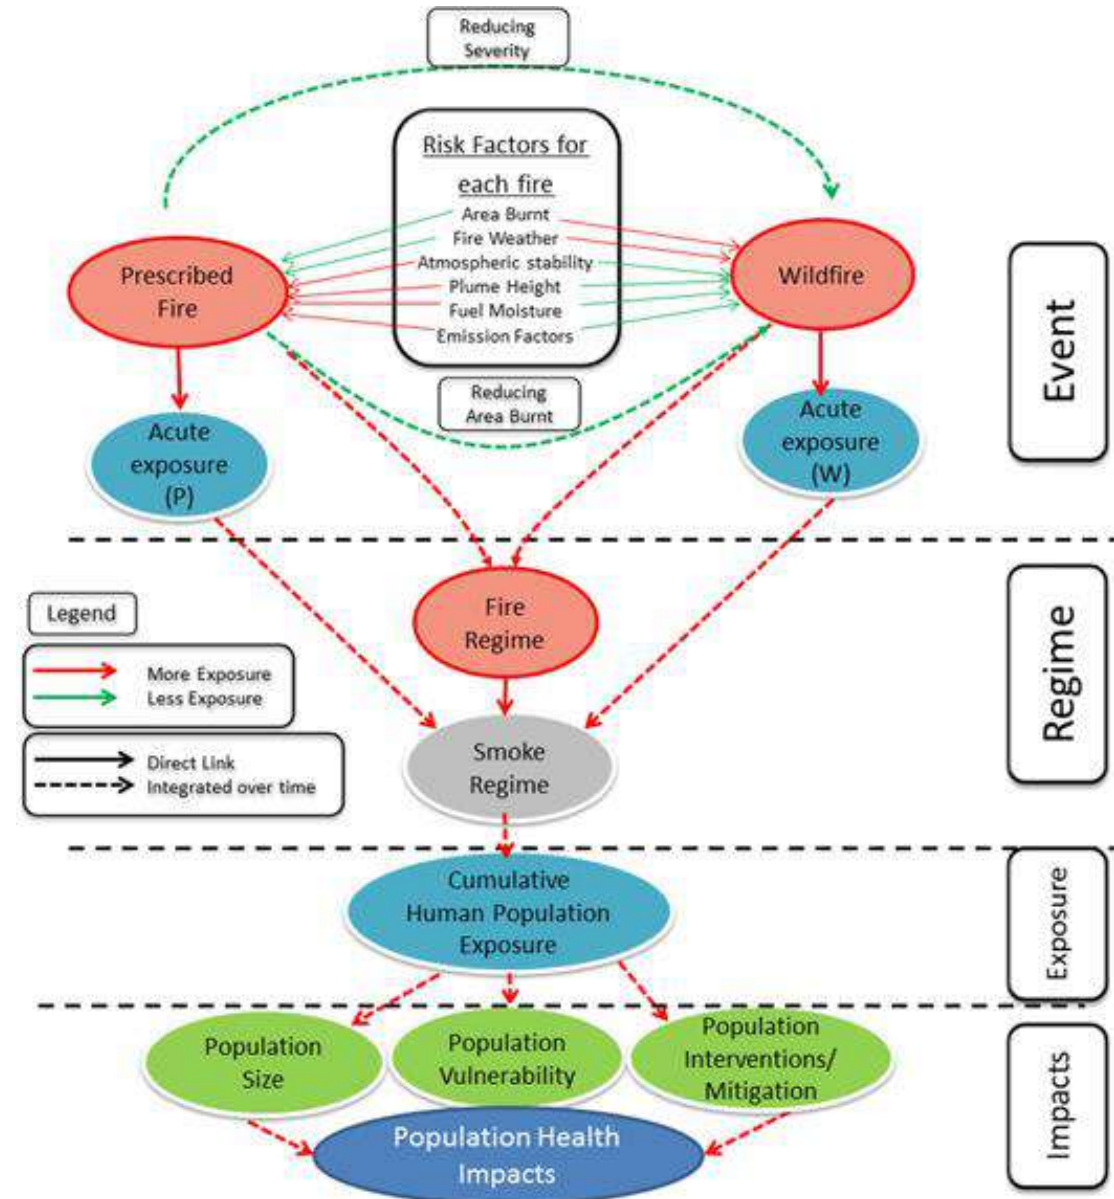 Reducing
Severity
Risk Factors for
each fire
Area Burnt
Fire Weather
Atmospheric stability
Plume Height
Fuel Moisture
Emission Factors
Prescribed
Fire
Wildfire
Event
Reducing
Area Burnt
Acute
exposure
(P)
Acute
exposure
(W)
Fire
Regime
Regime
Legend
More Exposure
Less Exposure
Direct Link
Integrated over time
Smoke
Regime
Cumulative
Human Population
Exposure
Exposure
Population
Size
Population
Vulnerability
Population
Interventions/
Mitigation
Impacts
Population Health
Impacts